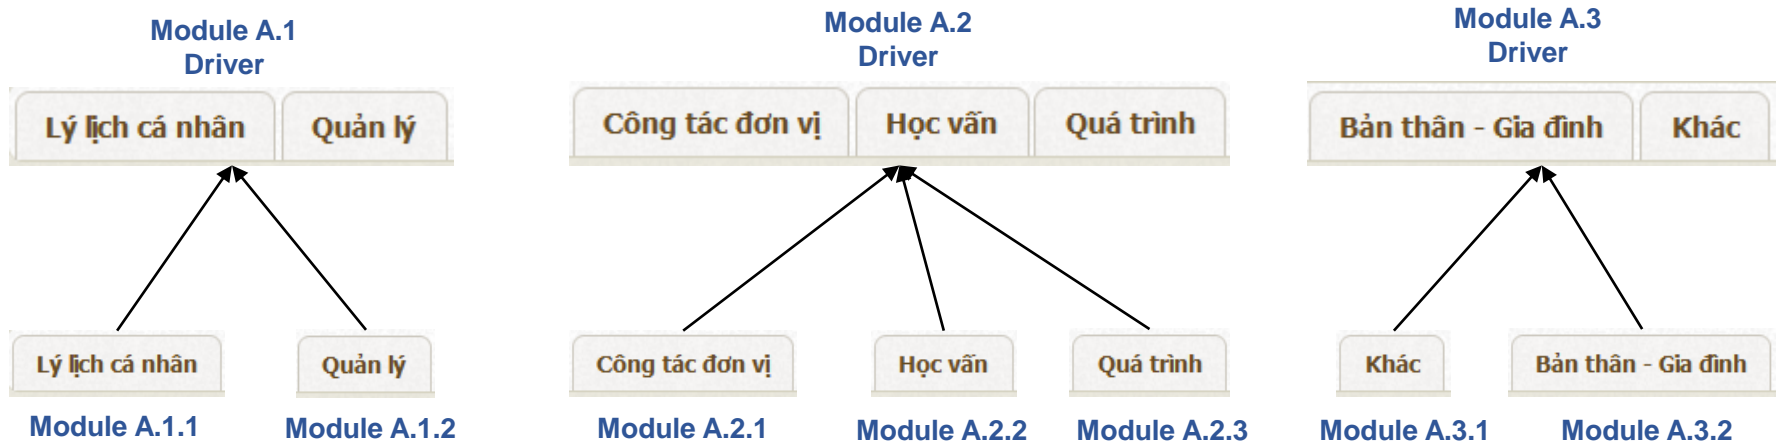 Module A.1
Driver
Lý lịch cá nhân
Quản lý
Lý lịch cá nhân
Quản lý
Module A.1.1
Module A.1.2
Module A.2
Driver
Công tác đơn vị
Học vấn
Quá trình
Công tác đơn vị
Học vấn
Quá trình
Module A.2.1
Module A.2.2
Module A.2.3
Module A.3
Driver
Bản thân - Gia đình
Khác
Khác
Bản thân - Gia đình
Module A.3.1
Module A.3.2